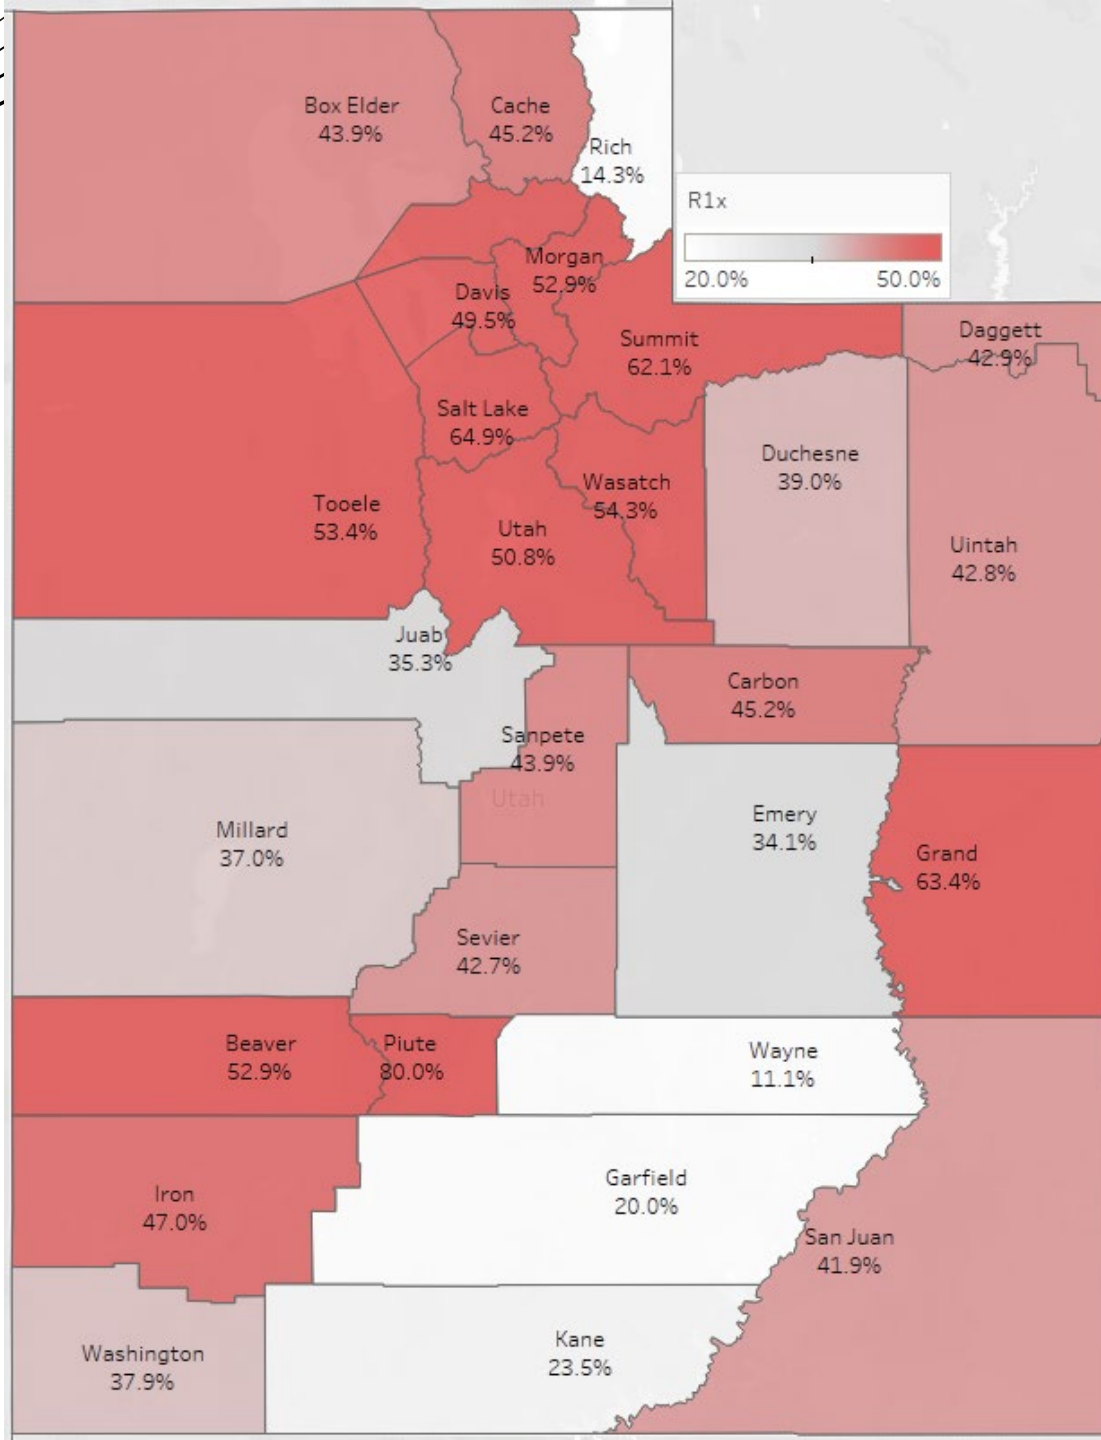 Box Elder
43.9%
Cache
45.2%
Rich
14.3%
R1x
20.0%
50.0%
Morgan
52.9%
Davis
49.5%
Summit
62.1%
Daggett
42.9%
Salt Lake
64.9%
Duchesne
39.0%
Wasatch
54.3%
Tooele
53.4%
Utah
50.8%
Uintah
42.8%
Juab
35.3%
Carbon
45.2%
Sanpete
43.9%
Utah
Millard
37.0%
Emery
34.1%
Grand
63.4%
Sevier
42.7%
Beaver
52.9%
Piute
80.0%
Wayne
11.1%
Garfield
20.0%
Iron
47.0%
San Juan
41.9%
Washington
37.9%
Kane
23.5%